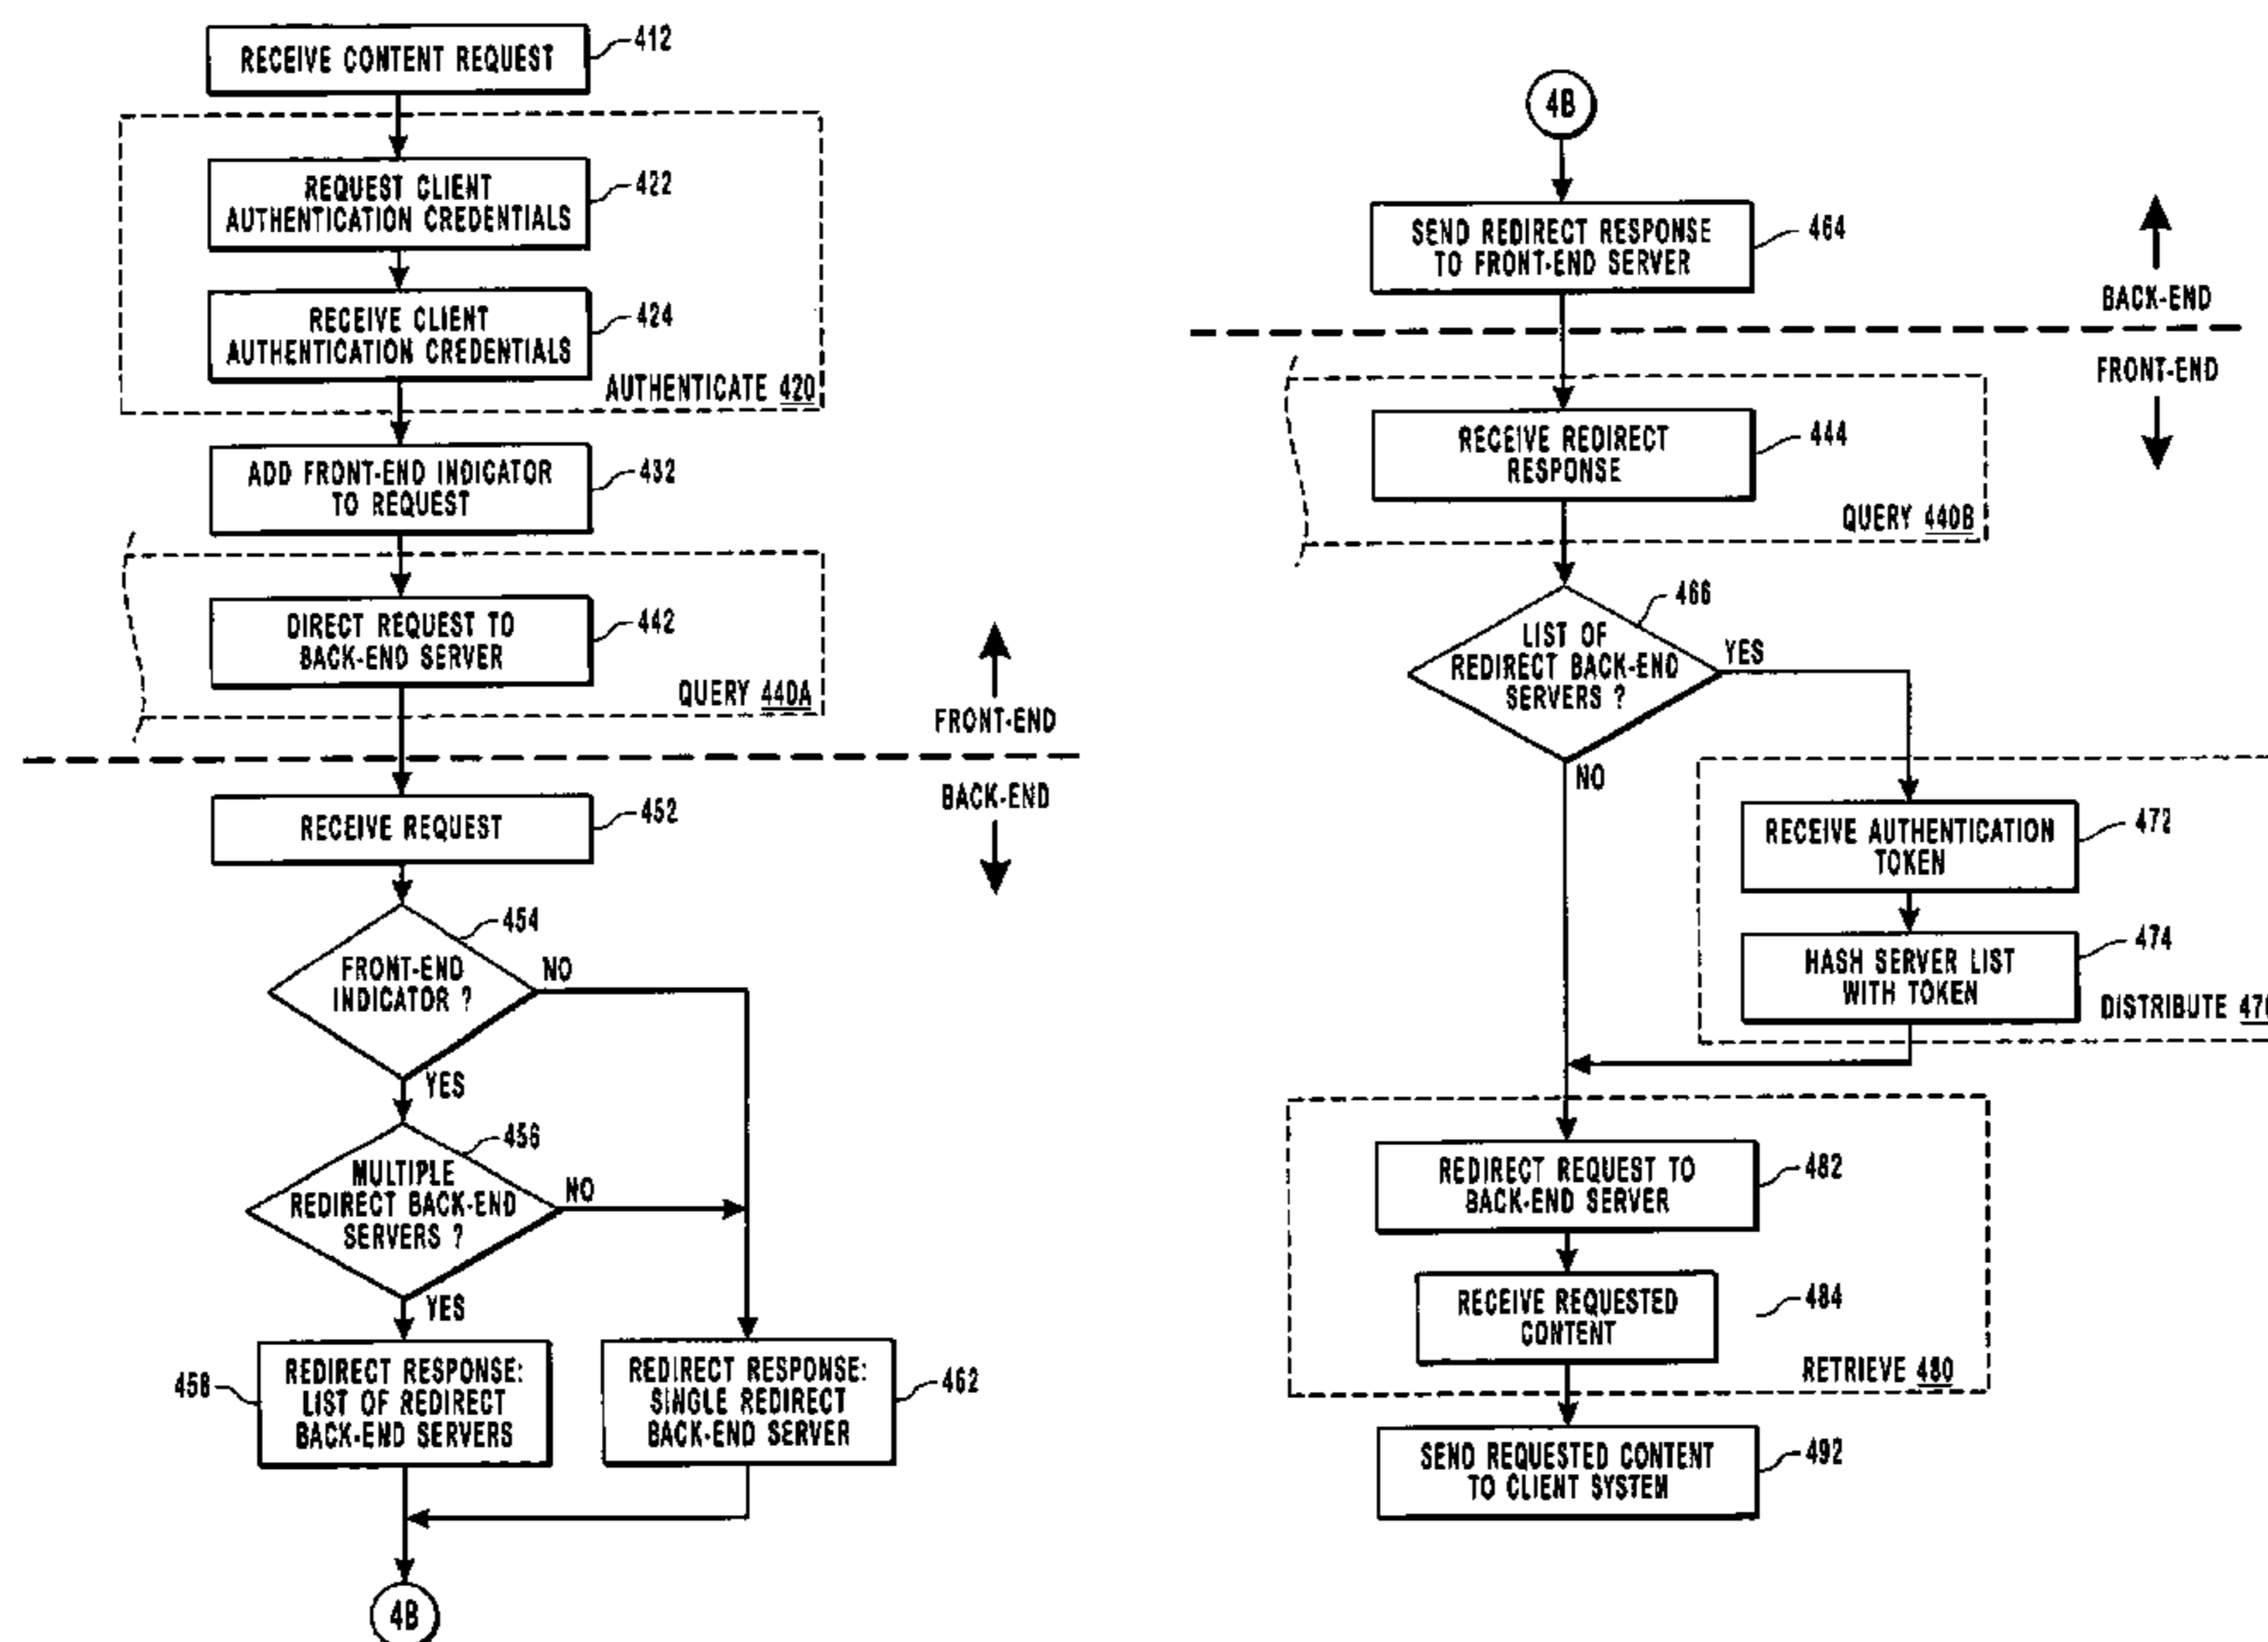 RECEIVE CONTENT REQUEST
412
REQUEST CLIENT
AUTHENTICATION CREDENTIALS
422
RECEIVE CLIENT
AUTHENTICATION CREDENTIALS
424
AUTHENTICATE 420
ADD FRONT-END INDICATOR
TO REQUEST
432
DIRECT REQUEST TO
BACK-END SERVER
442
QUERY 440A
FRONT-END
BACK-END
RECEIVE REQUEST
452
454
FRONT-END
INDICATOR ?
NO
YES
456
MULTIPLE
REDIRECT BACK-END
SERVERS ?
NO
YES
458
REDIRECT RESPONSE:
LIST OF REDIRECT
BACK-END SERVERS
REDIRECT RESPONSE:
SINGLE REDIRECT
BACK-END SERVER
462
4B
4B
SEND REDIRECT RESPONSE
TO FRONT-END SERVER
464
BACK-END
FRONT-END
RECEIVE REDIRECT
RESPONSE
444
QUERY 440B
466
LIST OF
REDIRECT BACK-END
SERVERS ?
YES
NO
RECEIVE AUTHENTICATION
TOKEN
472
HASH SERVER LIST
WITH TOKEN
474
DISTRIBUTE
REDIRECT REQUEST TO
BACK-END SERVER
482
RECEIVE REQUESTED
CONTENT
484
RETRIEVE 480
SEND REQUESTED CONTENT
TO CLIENT SYSTEM
492